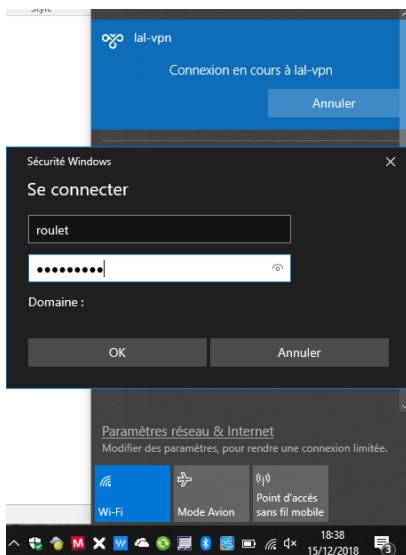 lal-vpn
Connexion en cours à lal-vpn
Annuler
Sécurité Windows
Se connecter
roulet
•••••••••
Domaine :
OK Annuler
Paramètres réseau & Internet
Modifier des paramètres, pour rendre une connexion limitée.
Wi-Fi
Mode Avion
Point d'accès
sans fil mobile
18:38
15/12/2018
3